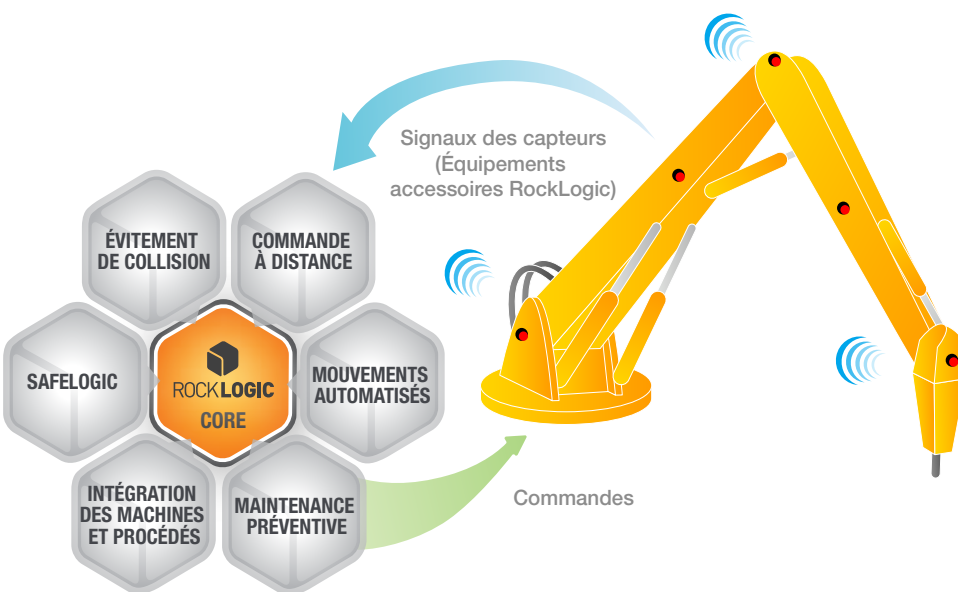 Signaux des capteurs
(Équipements
accessoires RockLogic)
ÉVITEMENT
DE COLLISION
COMMANDE
À DISTANCE
SAFELOGIC
ROCKLOGIC
CORE
MOUVEMENTS
AUTOMATISÉS
INTÉGRATION
DES MACHINES
ET PROCÉDÉS
MAINTENANCE
PRÉVENTIVE
Commandes